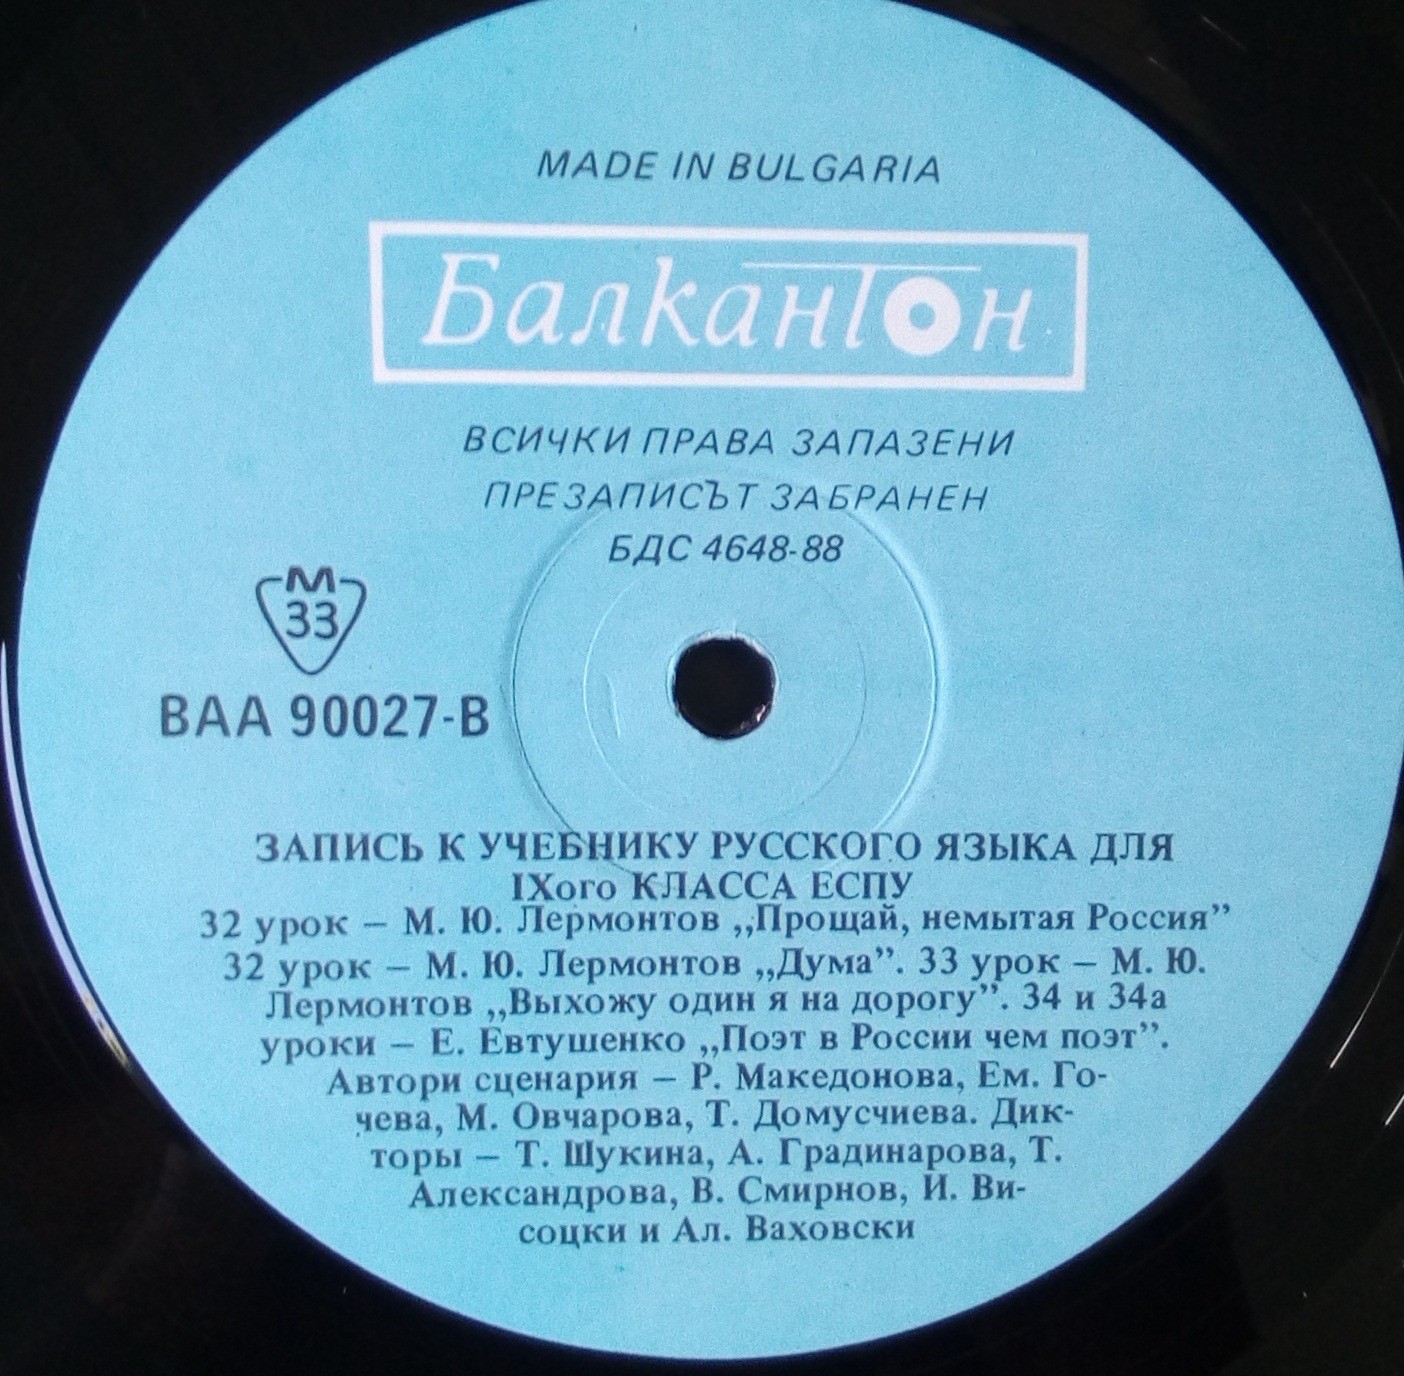 MADE IN BULGARIA
Балкантон
ВСИЧКИ ПРАВА ЗАПАЗЕНИ
ПРЕЗАПИСЪТ ЗАБРАНЕН
БДС 4648-88
М
33
ВАА 90027-В
ЗАПИСЬ К УЧЕБНИКУ РУССКОГО ЯЗЫКА ДЛЯ
IXого КЛАССА ЕСПУ
32 урок – М. Ю. Лермонтов „Прощай, немытая Россия”
32 урок – М. Ю. Лермонтов „Дума”. 33 урок – М. Ю.
Лермонтов „Выхожу один я на дорогу”. 34 и 34а
уроки – Е. Евтушенко „Поэт в России чем поэт”.
Автори сценария – Р. Македонова, Ем. Го-
чева, М. Овчарова, Т. Домусчиева. Дик-
торы – Т. Шукина, А. Градинарова, Т.
Александрова, В. Смирнов, И. Ви-
соцки и Ал. Ваховски